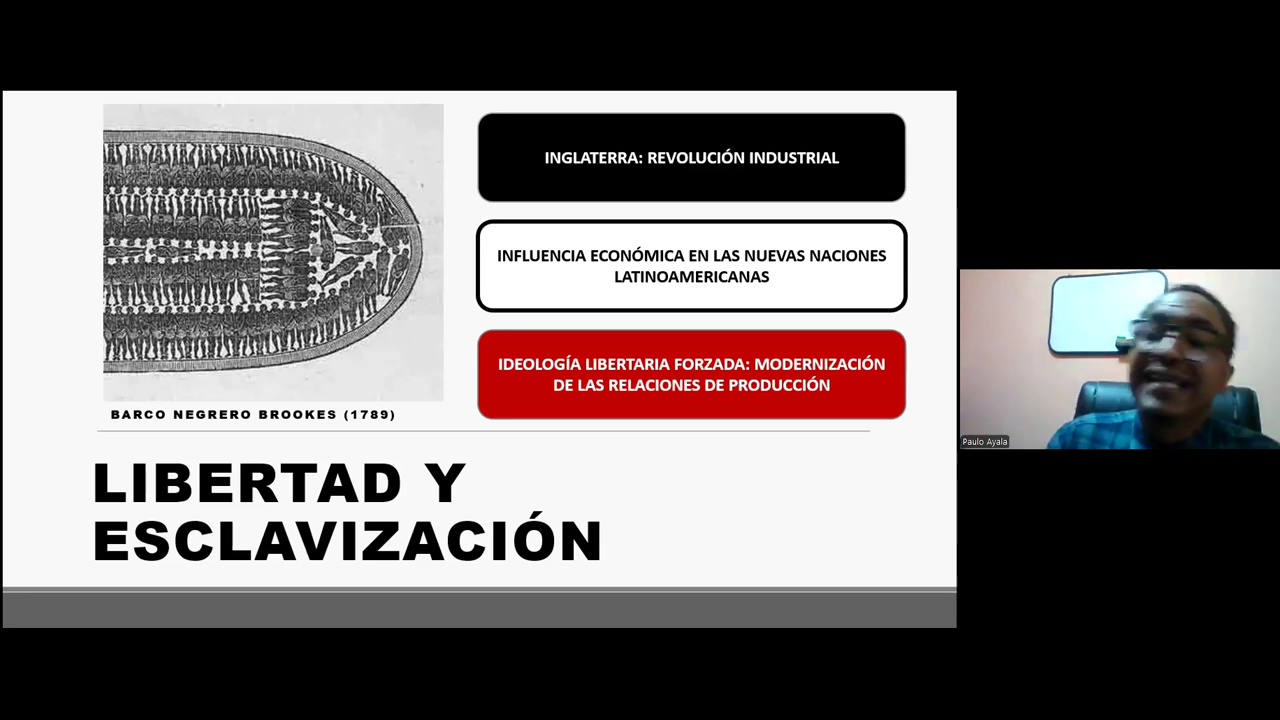 INGLATERRA: REVOLUCIÓN INDUSTRIAL
INFLUENCIA ECONÓMICA EN LAS NUEVAS NACIONES
LATINOAMERICANAS
IDEOLOGÍA LIBERTARIA FORZADA: MODERNIZACIÓN
DE LAS RELACIONES DE PRODUCCIÓN
BARCO NEGRERO BROOKES (1789)
LIBERTAD Y
ESCLAVIZACIÓN
Paulo Ayala